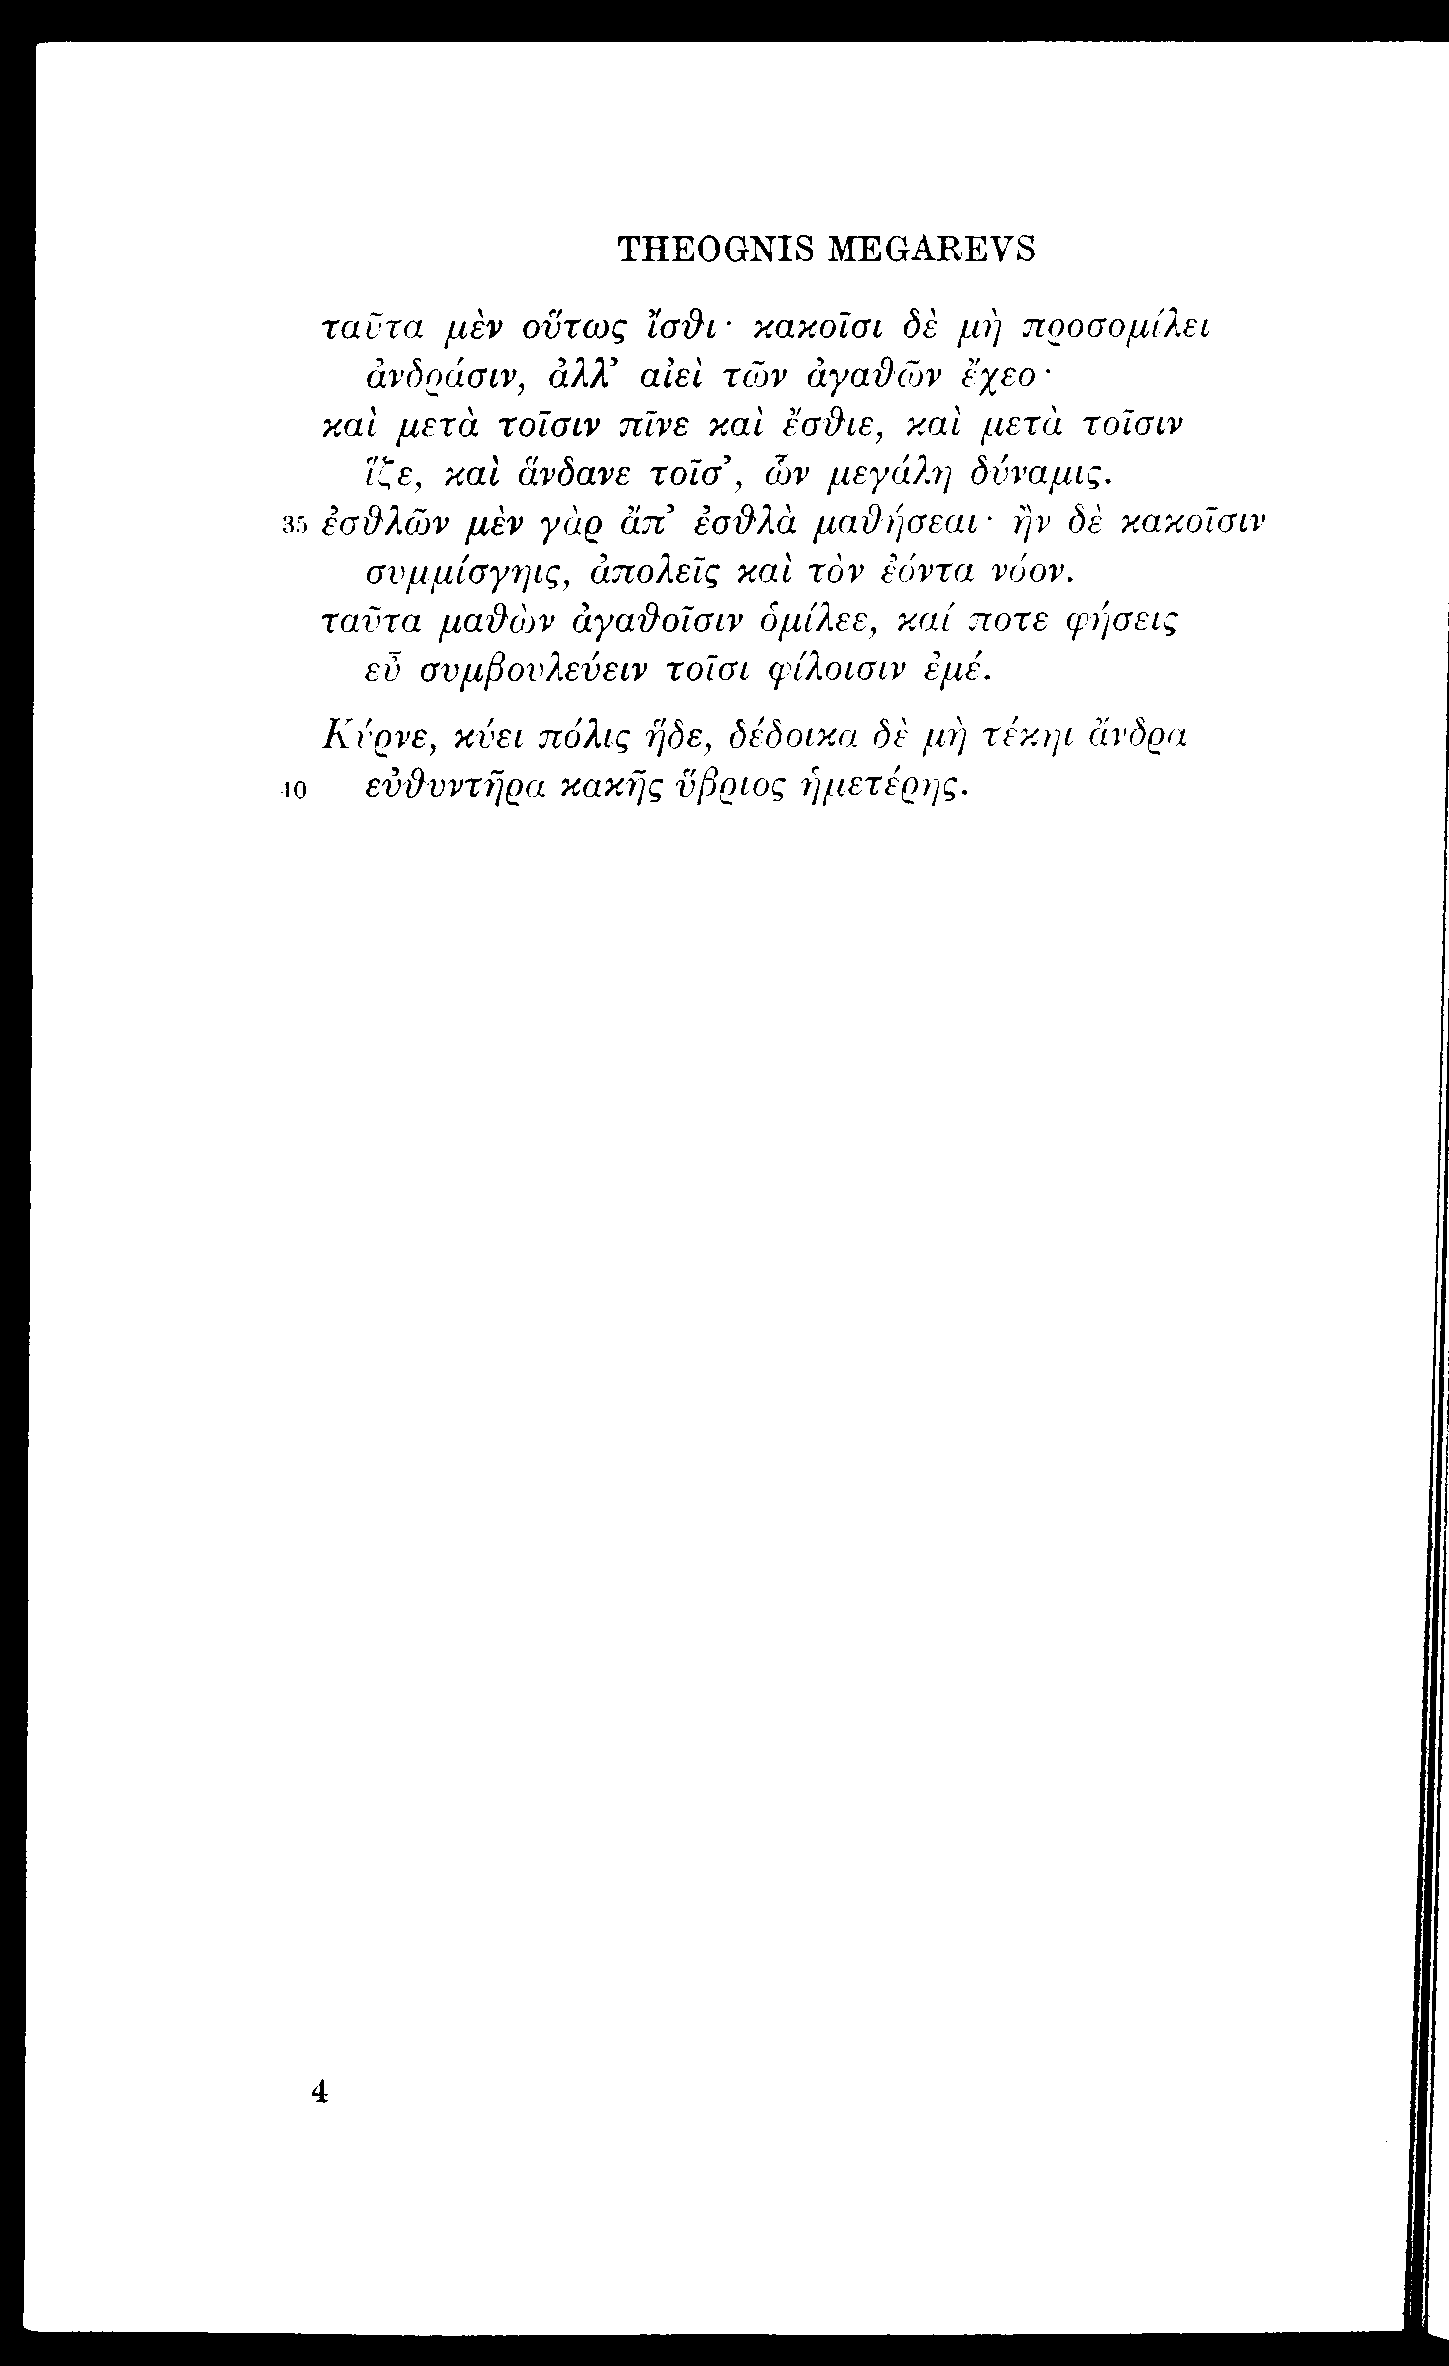 THEOGNIS MEGAREVS
ταῦτα μὲν οὕτως ἴσθι· κακοῖσι δὲ μὴ προσομίλει
ἀνδράσιν, ἀλλ’ αἰεὶ τῶν ἀγαθῶν ἔχεο·
καὶ μετὰ τοῖσιν πῖνε καὶ ἔσθιε, καὶ μετὰ τοῖσιν
ἵζε, καὶ ἅνδανε τοῖσ’, ὧν μεγάλη δύναμις.
35 ἐσθλῶν μὲν γὰρ ἄπ’ ἐσθλὰ μαθήσεαι· ἢν δὲ κακοῖσιν
συμμίσγηις, ἀπολεῖς καὶ τὸν ἐόντα νόον.
ταῦτα μαθὼν ἀγαθοῖσιν ὁμίλεε, καί ποτε φήσεις
εὖ συμβουλεύειν τοῖσι φίλοισιν ἐμέ.
Κύρνε, κύει πόλις ἥδε, δέδοικα δὲ μὴ τέκηι ἄνδρα
40 εὐθυντῆρα κακῆς ὕβριος ἡμετέρης.
4